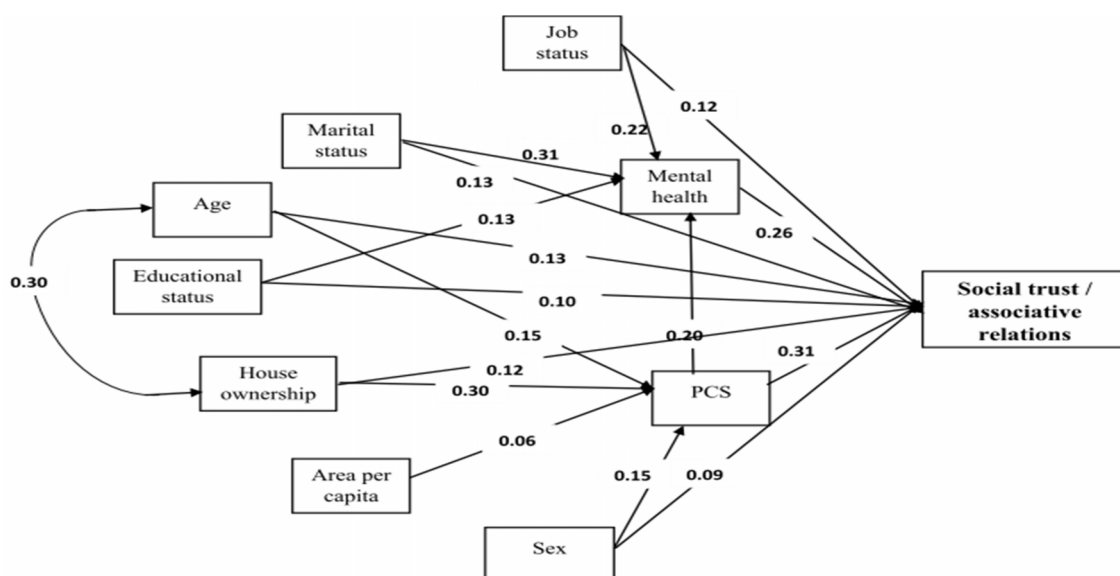 Job
status
0.12
0.22
Marital
status
0.31
Mental
health
0.13
Age
0.13
0.26
0.13
Educational
status
0.30
0.10
Social trust /
associative
relations
0.15
0.20
0.31
House
ownership
0.12
0.30
PCS
0.06
Area per
capita
0.15
0.09
Sex